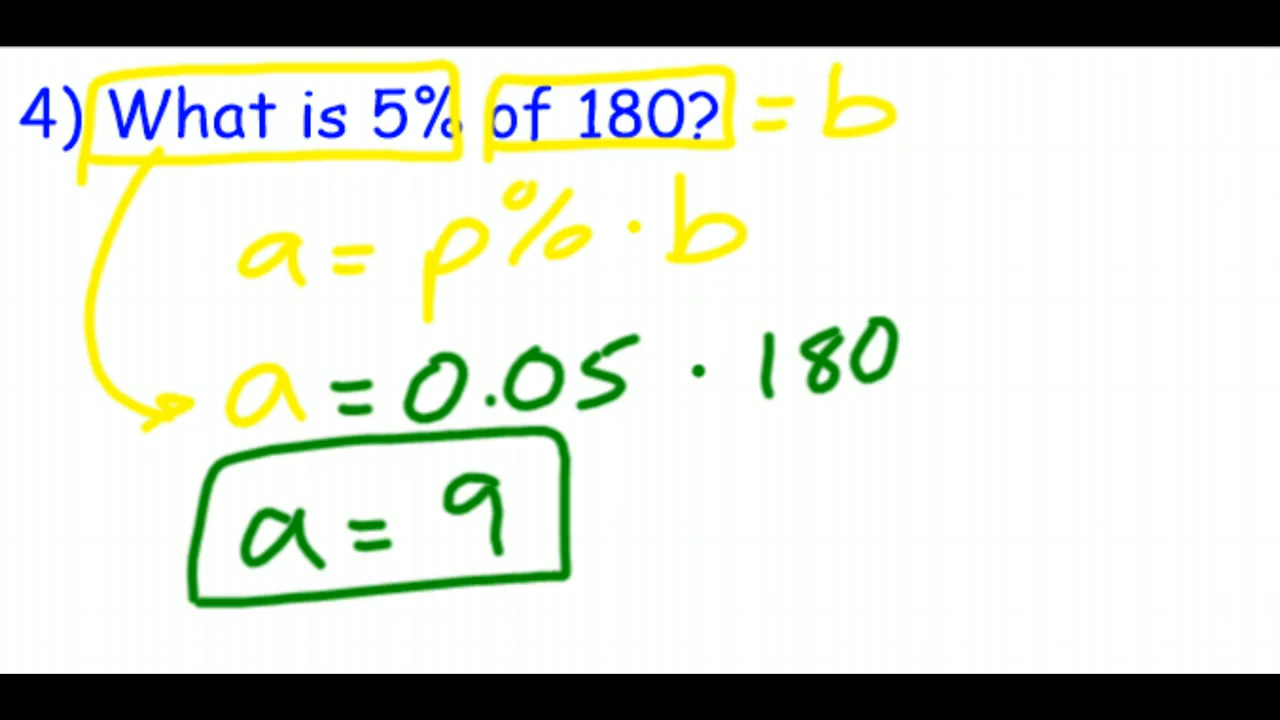 4) What is 5% of 180? = b
a = p% · b
a = 0.05 · 180
a = 9